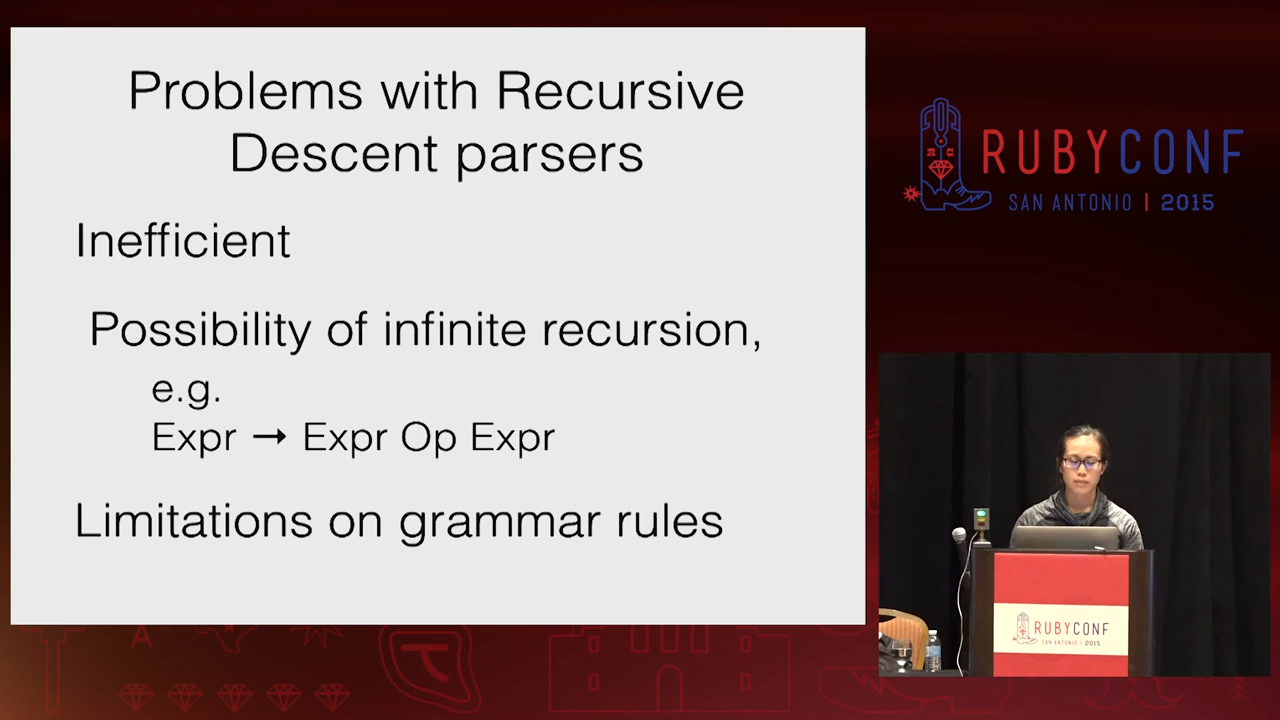 Problems with Recursive
Descent parsers
Inefficient
Possibility of infinite recursion,
e.g.
Expr → Expr Op Expr
Limitations on grammar rules
RUBYCONF
SAN ANTONIO | 2015
RUBYCONF
SAN ANTONIO | 2015